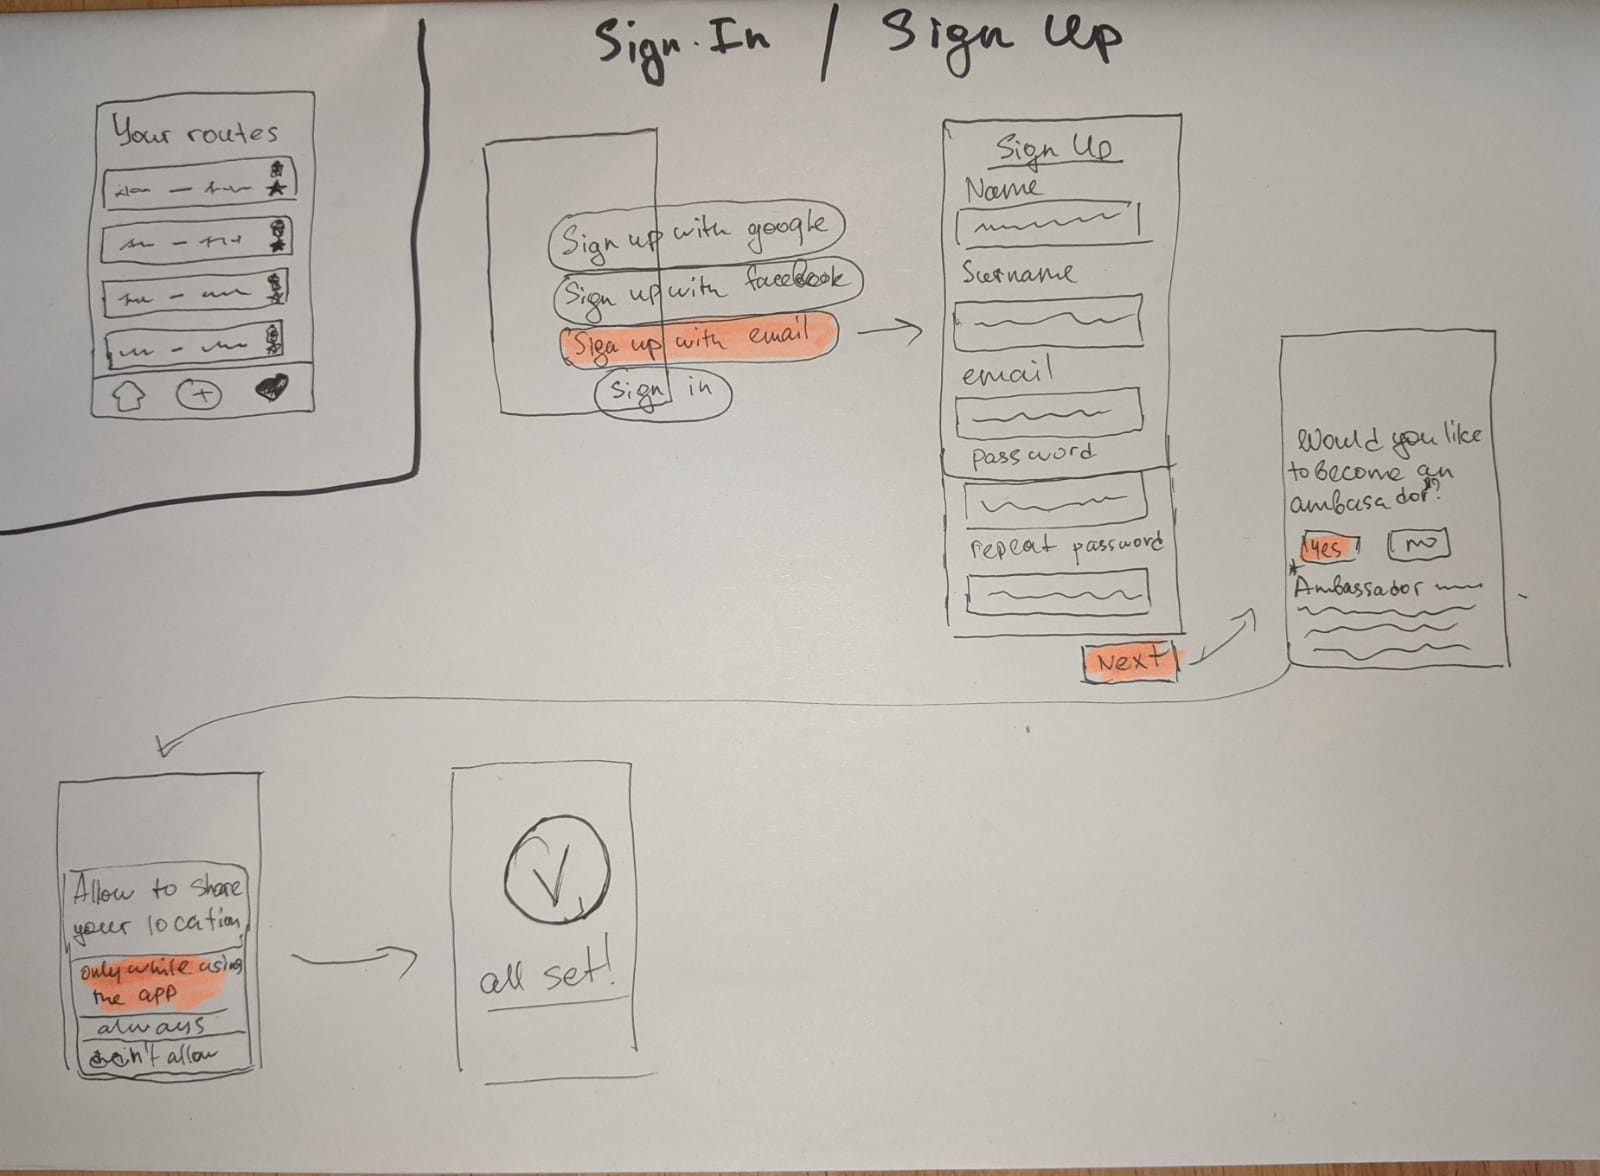 Sign In / Sign Up
Your routes
Sign up with google
Sign up with facebook
Sign up with email
Sign in
Sign Up
Name
Surname
email
password
repeat password
Next
Would you like
to become an
ambasador?
yes
no
* Ambassador
Allow to share
your location
only while using
the app
always
don't allow
all set!